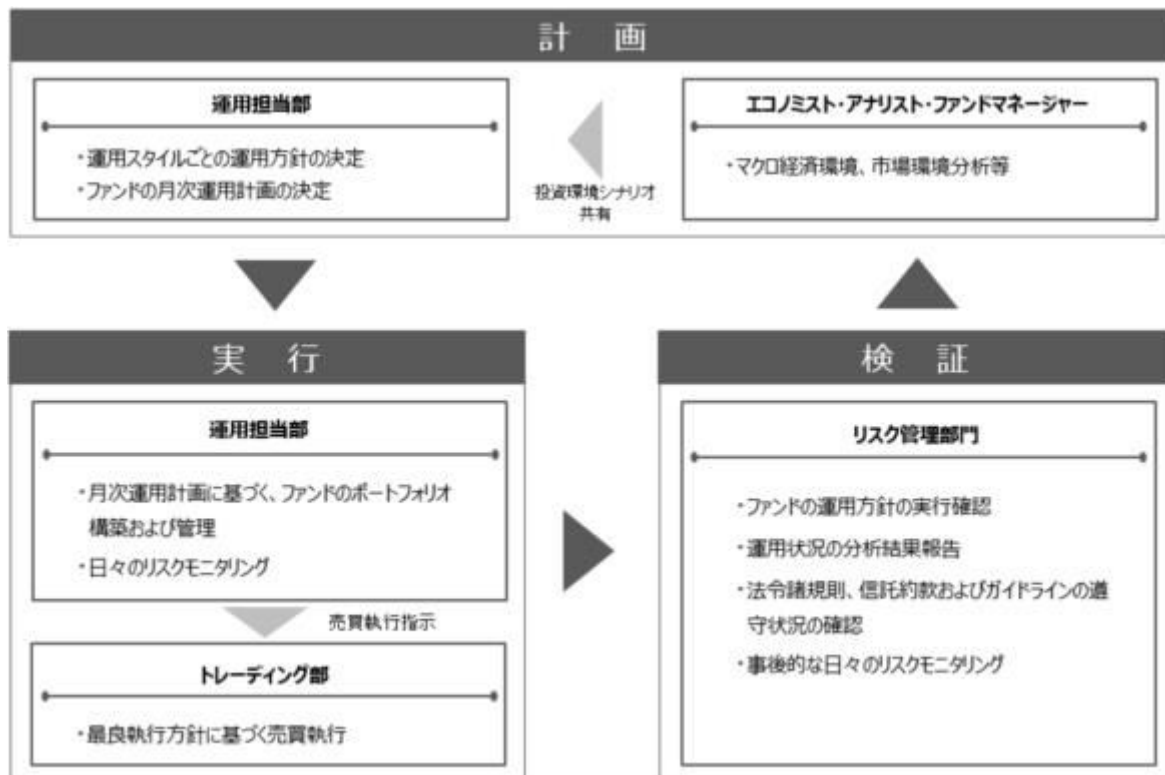 計 画
運用担当部
・運用スタイルごとの運用方針の決定
・ファンドの月次運用計画の決定
投資環境シナリオ
共有
エコノミスト・アナリスト・ファンドマネージャー
・マクロ経済環境、市場環境分析等
実 行
運用担当部
・月次運用計画に基づく、ファンドのポートフォリオ
構築および管理
・日々のリスクモニタリング
売買執行指示
トレーディング部
・最良執行方針に基づく売買執行
検 証
リスク管理部門
・ファンドの運用方針の実行確認
・運用状況の分析結果報告
・法令諸規則、信託約款およびガイドラインの遵
守状況の確認
・事後的な日々のリスクモニタリング